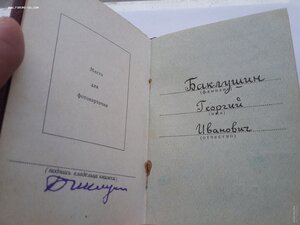 Место
для
фотокарточки
(подпись владельца книжки)
Баклушин
(фамилия)
Георгий
(имя)
Иванович
(отчество)